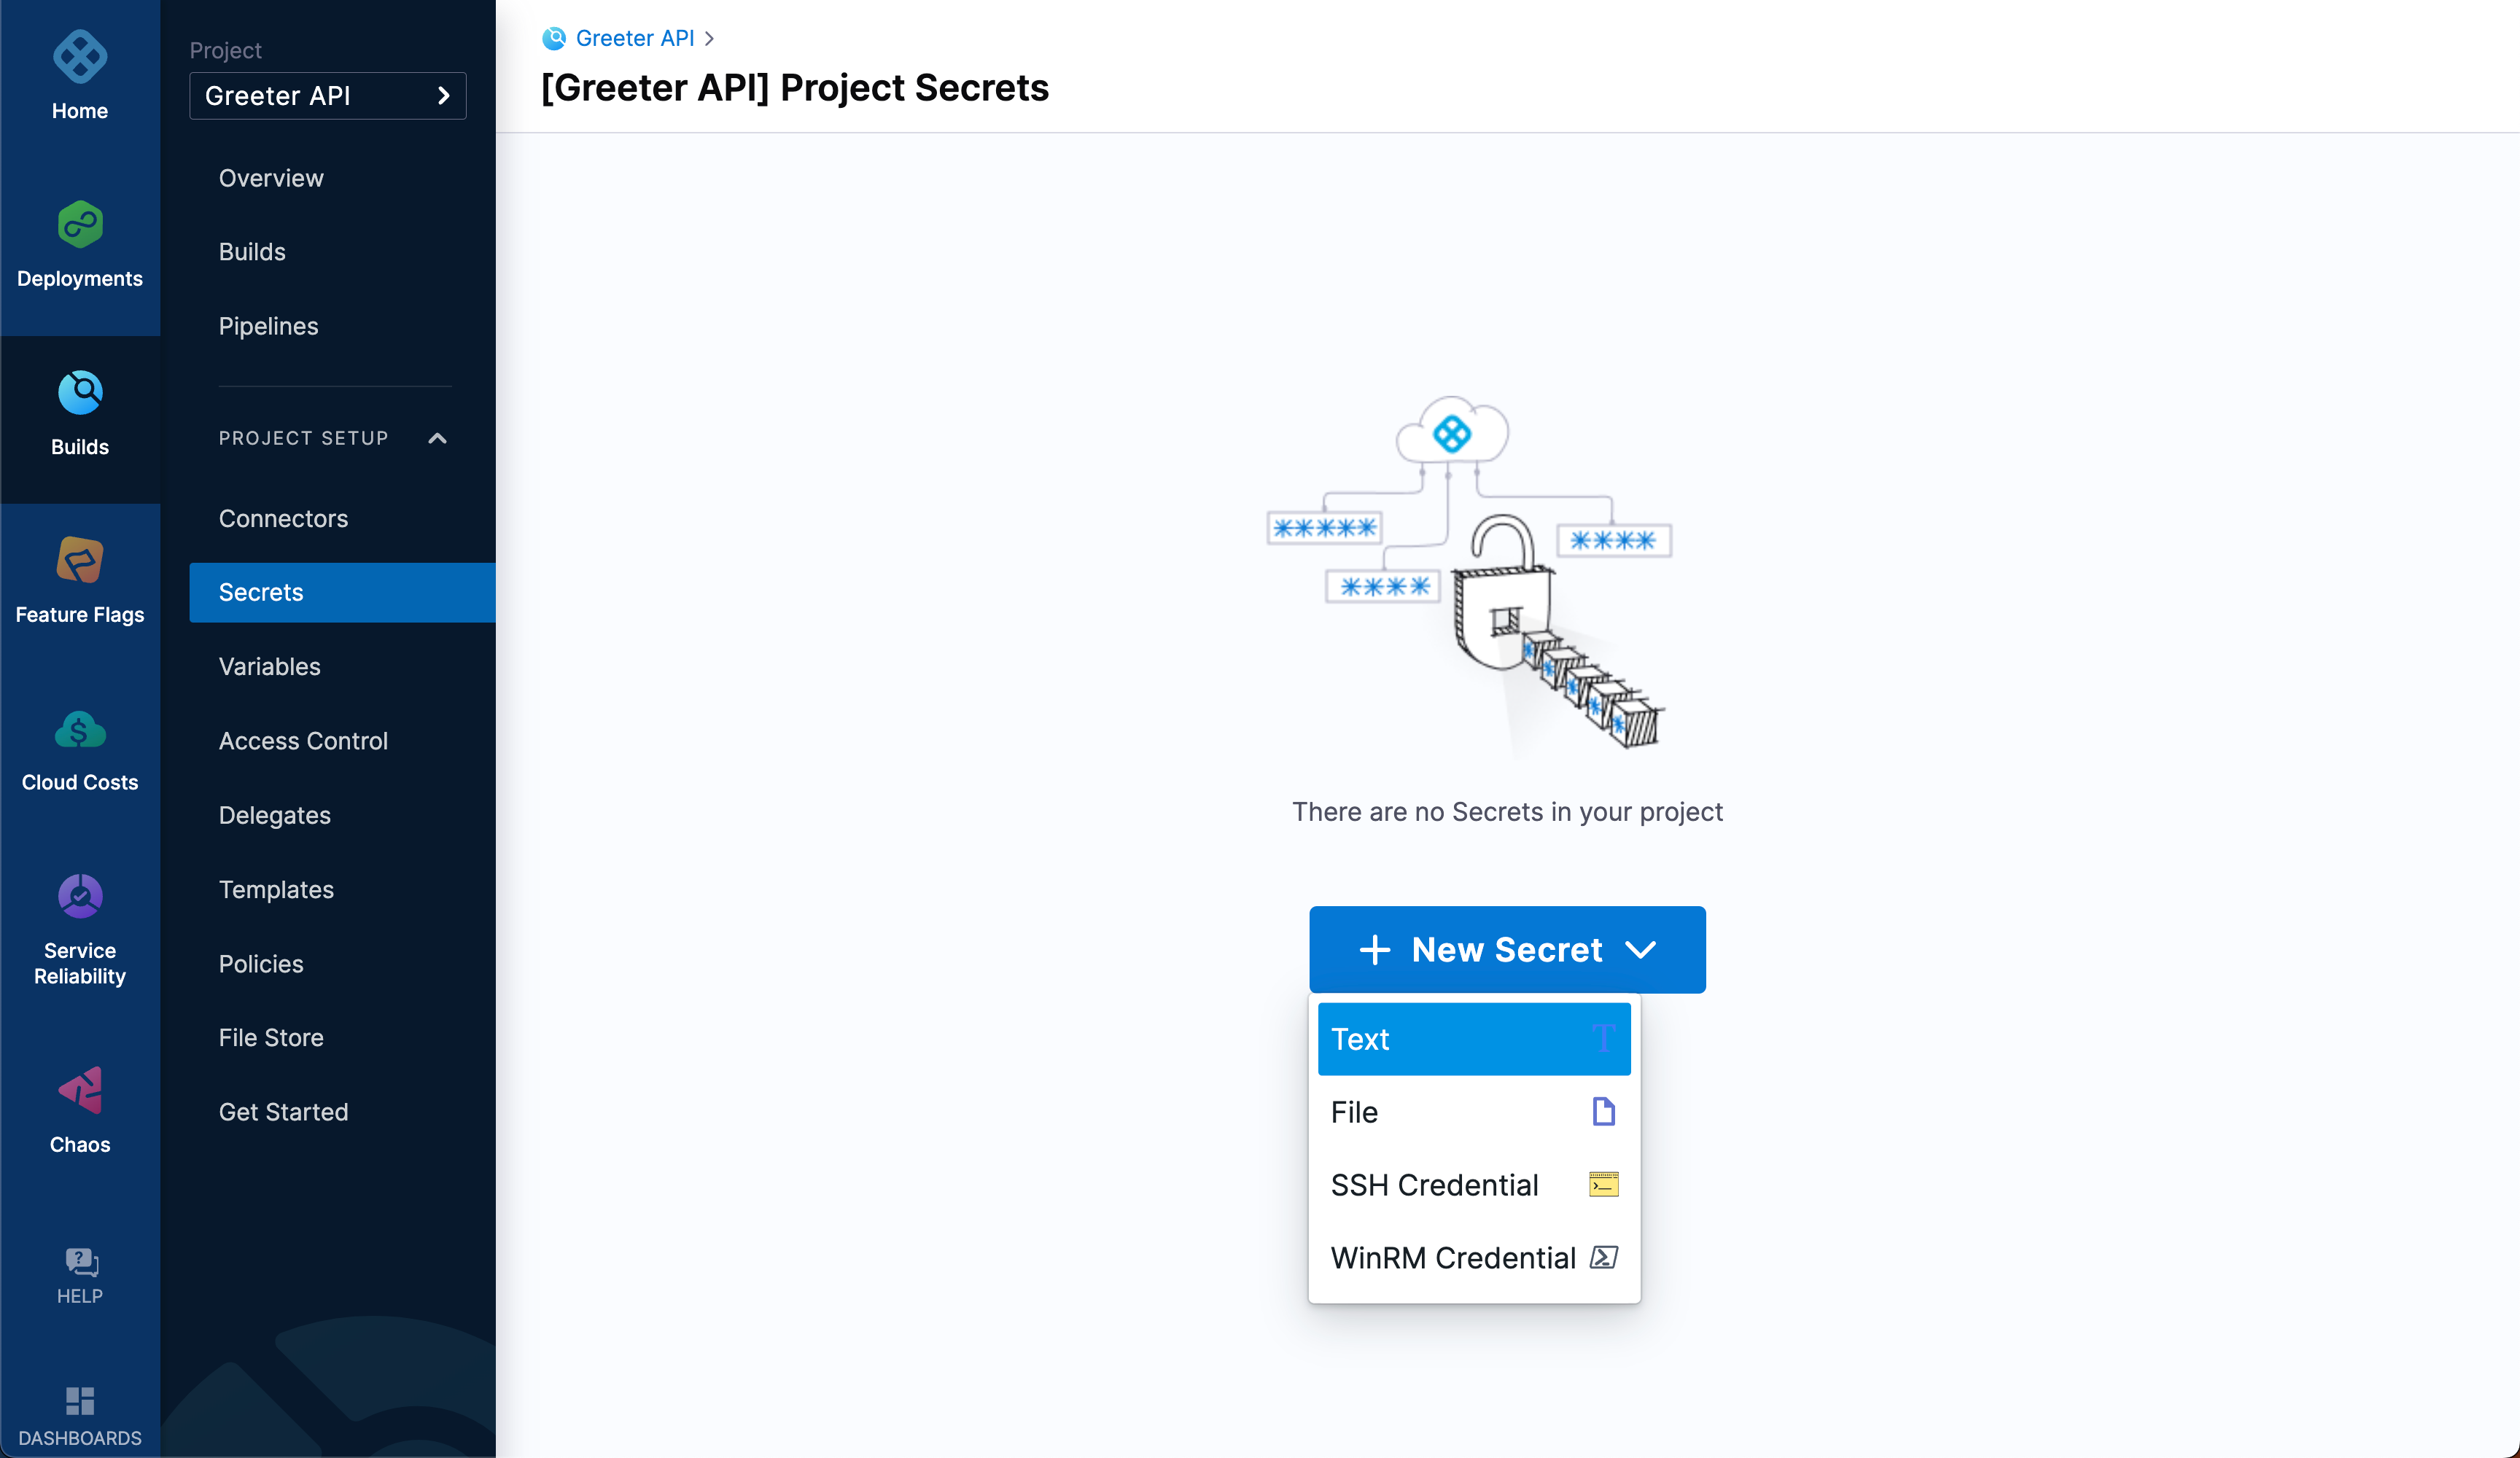 Home
Deployments
Builds
Feature Flags
Cloud Costs
Service
Reliability
Chaos
HELP
DASHBOARDS
Project
Greeter API
Overview
Builds
Pipelines
PROJECT SETUP
Connectors
Secrets
Variables
Access Control
Delegates
Templates
Policies
File Store
Get Started
Greeter API
[Greeter API] Project Secrets
There are no Secrets in your project
New Secret
Text
File
SSH Credential
WinRM Credential